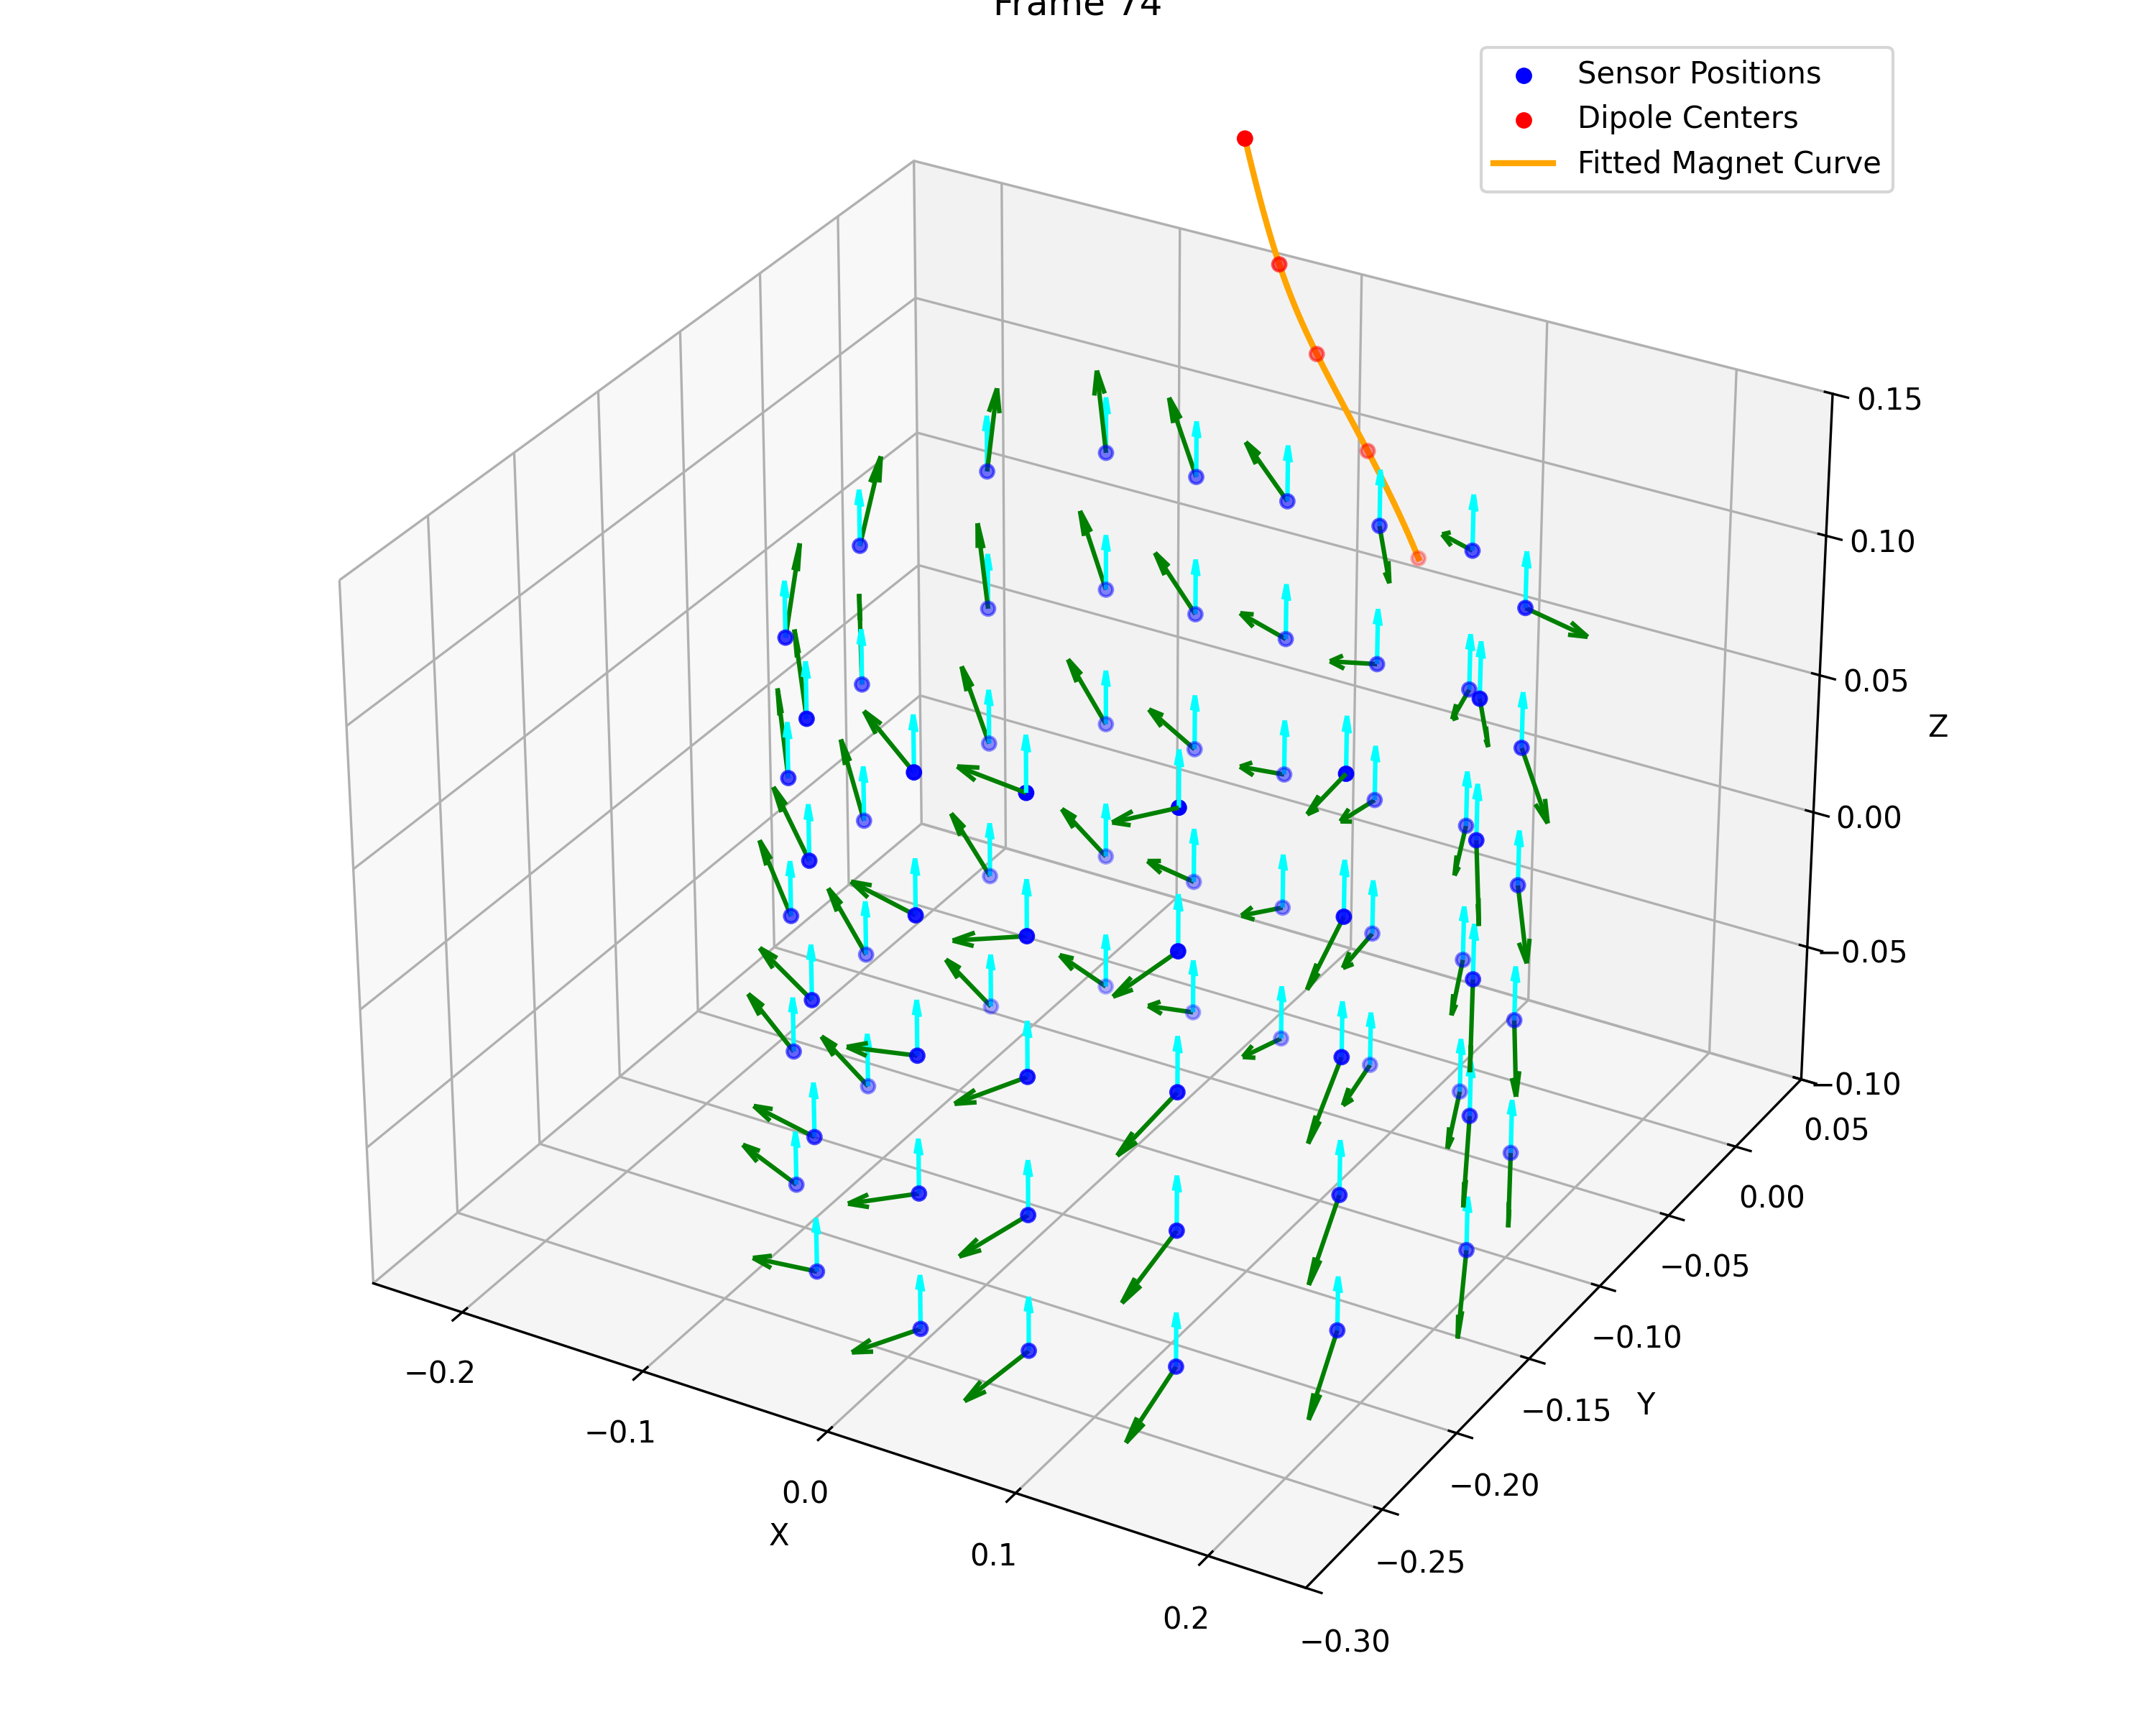 Frame 74
Sensor Positions
Dipole Centers
Fitted Magnet Curve
0.15
0.10
0.05
Z
0.00
−0.05
−0.10
0.05
0.00
−0.05
−0.10
−0.15
Y
−0.20
−0.25
−0.30
−0.2
−0.1
0.0
X
0.1
0.2